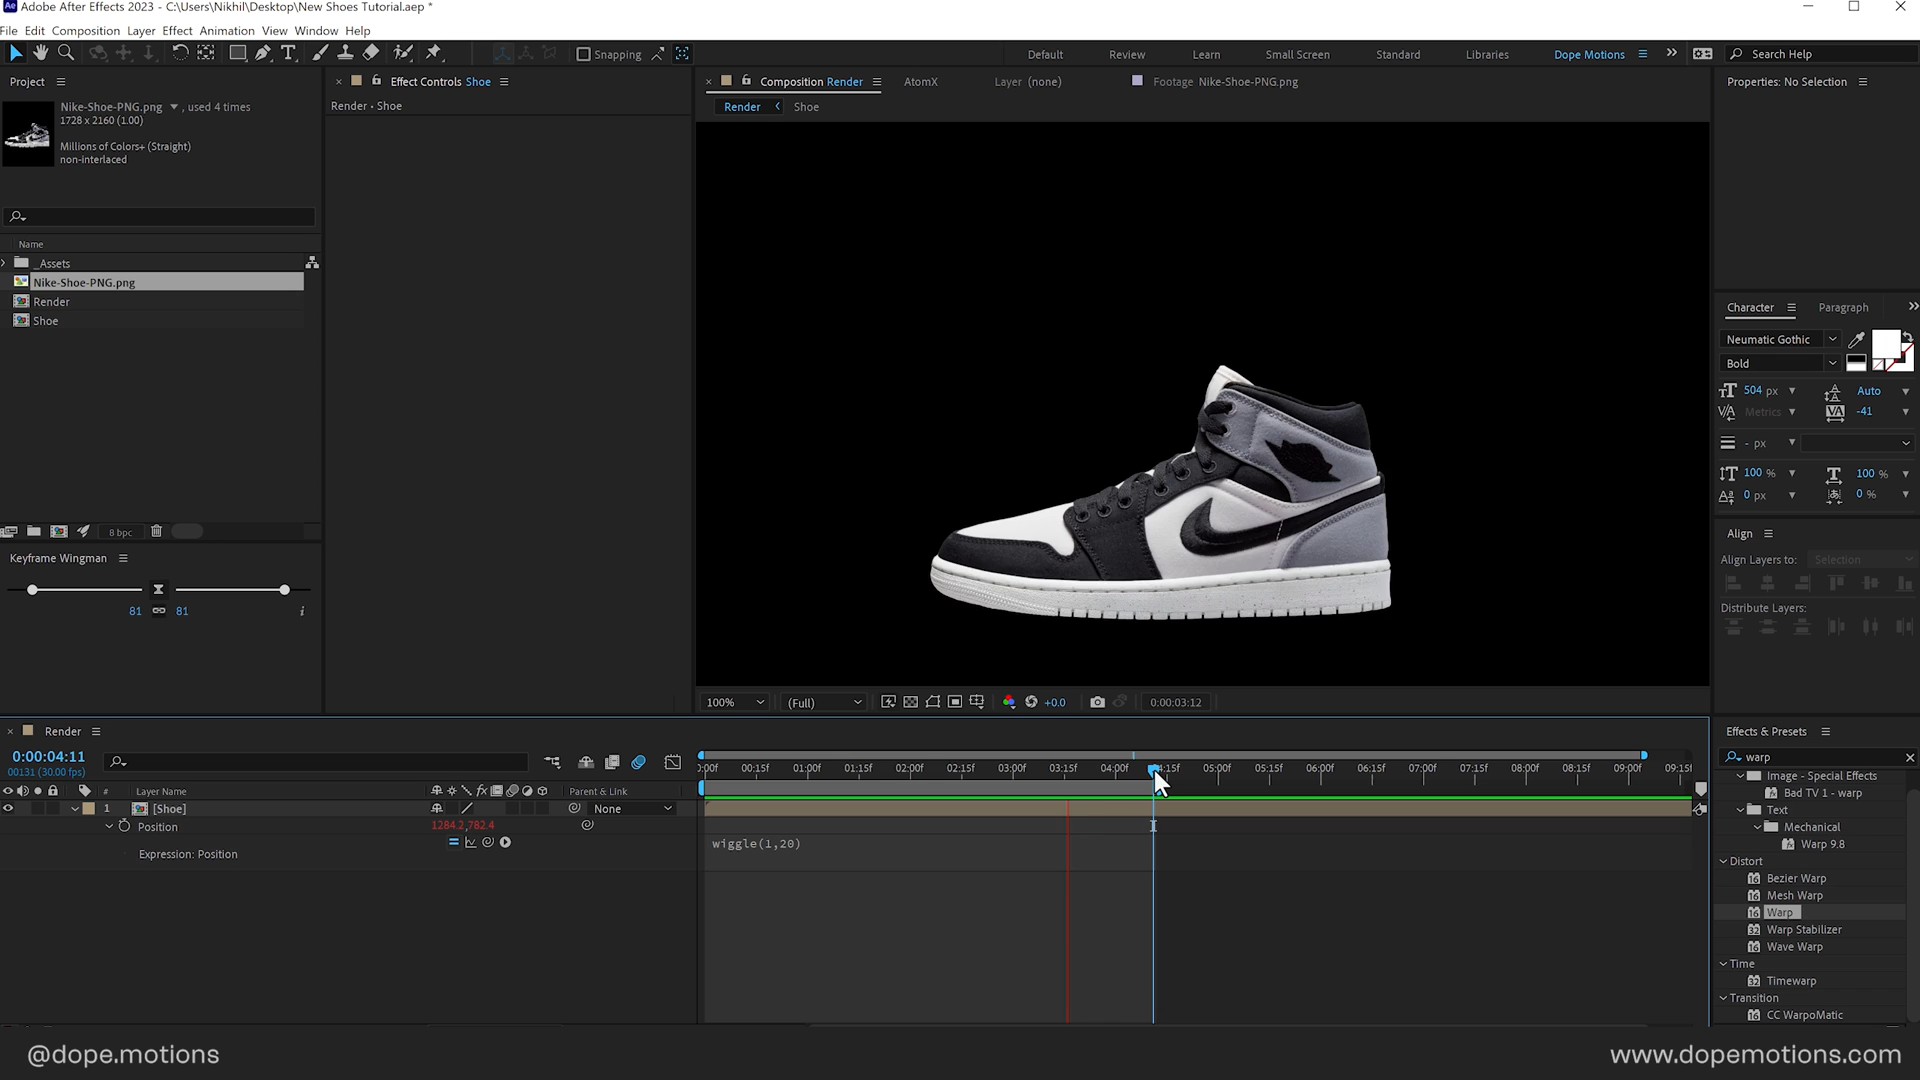 Ae Adobe After Effects 2023 - C:\Users\Nikhil\Desktop\New Shoes Tutorial.aep *
File Edit Composition Layer Effect Animation View Window Help
Snapping
Default Review Learn Small Screen Standard Libraries Dope Motions Search Help
Project
Effect Controls Shoe
Composition Render
AtomX
Layer (none)
Footage Nike-Shoe-PNG.png
Properties: No Selection
Render · Shoe
Render Shoe
Nike-Shoe-PNG.png , used 4 times
1728 x 2160 (1.00)
Millions of Colors+ (Straight)
non-interlaced
Name
_Assets
Nike-Shoe-PNG.png
Render
Shoe
8 bpc
Keyframe Wingman
81 81
Character Paragraph
Neumatic Gothic
Bold
504 px Auto
Metrics -41
- px
100 % 100 %
0 px 0 %
Align
Align Layers to: Selection
Distribute Layers:
100% (Full) +0.0 0:00:03:12
Render
0:00:04:11
00131 (30.00 fps)
0:00f 00:15f 01:00f 01:15f 02:00f 02:15f 03:00f 03:15f 04:00f 04:15f 05:00f 05:15f 06:00f 06:15f 07:00f 07:15f 08:00f 08:15f 09:00f 09:15f
# Layer Name Parent & Link
1 [Shoe] None
Position 1284.2,782.4
Expression: Position
wiggle(1,20)
Effects & Presets
warp
Image - Special Effects
Bad TV 1 - warp
Text
Mechanical
Warp 9.8
Distort
Bezier Warp
Mesh Warp
Warp
Warp Stabilizer
Wave Warp
Time
Timewarp
Transition
CC WarpoMatic
@dope.motions
www.dopemotions.com